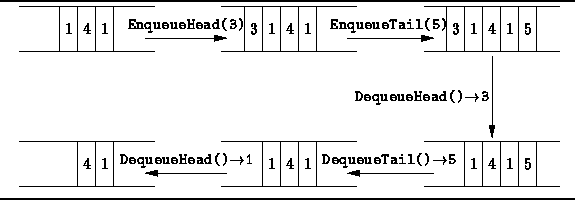 1 4 1 EnqueueHead(3) 3 1 4 1 EnqueueTail(5) 3 1 4 1 5
DequeueHead()→3
4 1 DequeueHead()→1 1 4 1 DequeueTail()→5 1 4 1 5